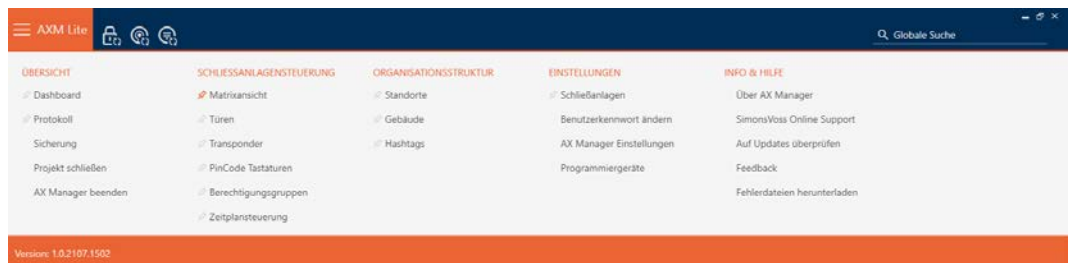 AXM Lite
Globale Suche
ÜBERSICHT
Dashboard
Protokoll
Sicherung
Projekt schließen
AX Manager beenden
SCHLIESSANLAGENSTEUERUNG
Matrixansicht
Türen
Transponder
PinCode Tastaturen
Berechtigungsgruppen
Zeitplansteuerung
ORGANISATIONSSTRUKTUR
Standorte
Gebäude
Hashtags
EINSTELLUNGEN
Schließanlagen
Benutzerkennwort ändern
AX Manager Einstellungen
Programmiergeräte
INFO & HILFE
Über AX Manager
SimonsVoss Online Support
Auf Updates überprüfen
Feedback
Fehlerdateien herunterladen
Version: 1.0.2107.1502